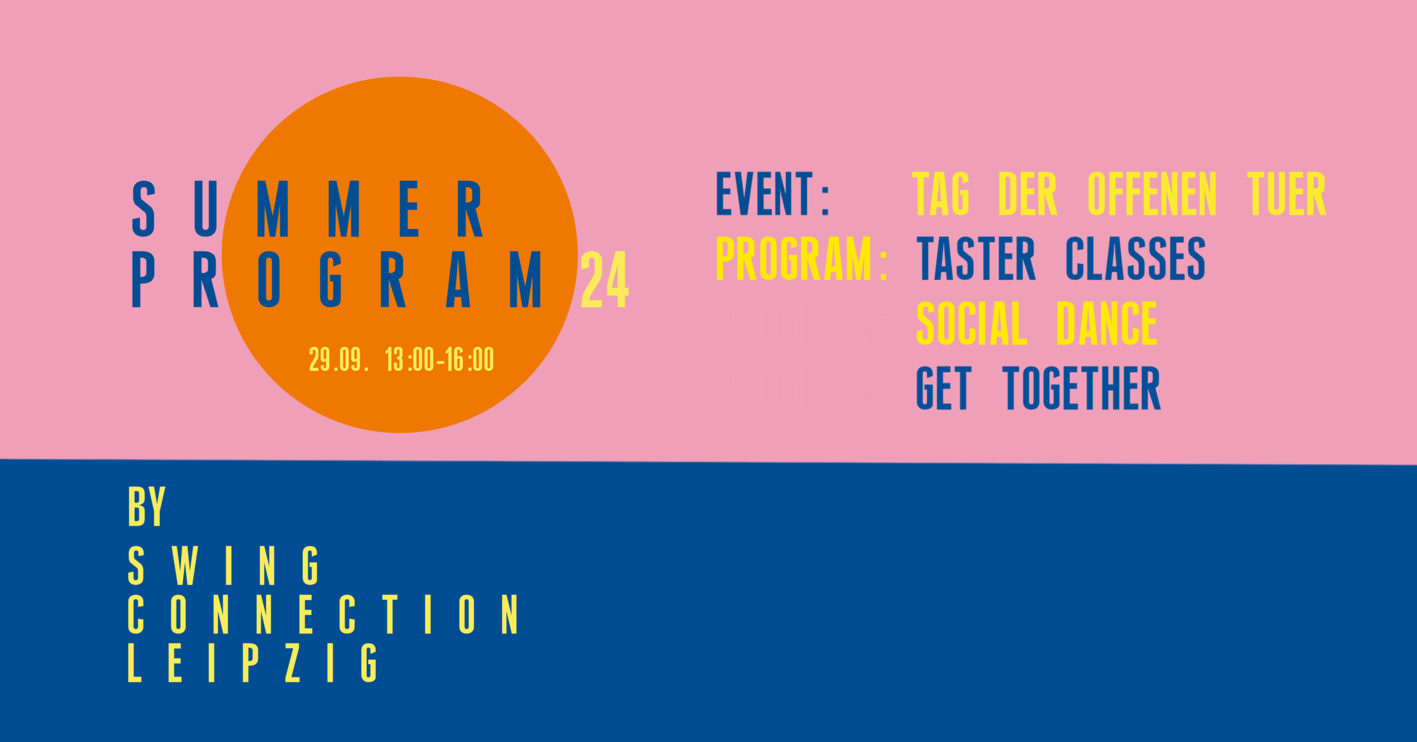 SUMMER
PROGRAM 24
29.09. 13:00-16:00
EVENT: TAG DER OFFENEN TUER
PROGRAM: TASTER CLASSES
SOCIAL DANCE
GET TOGETHER
BY
SWING
CONNECTION
LEIPZIG